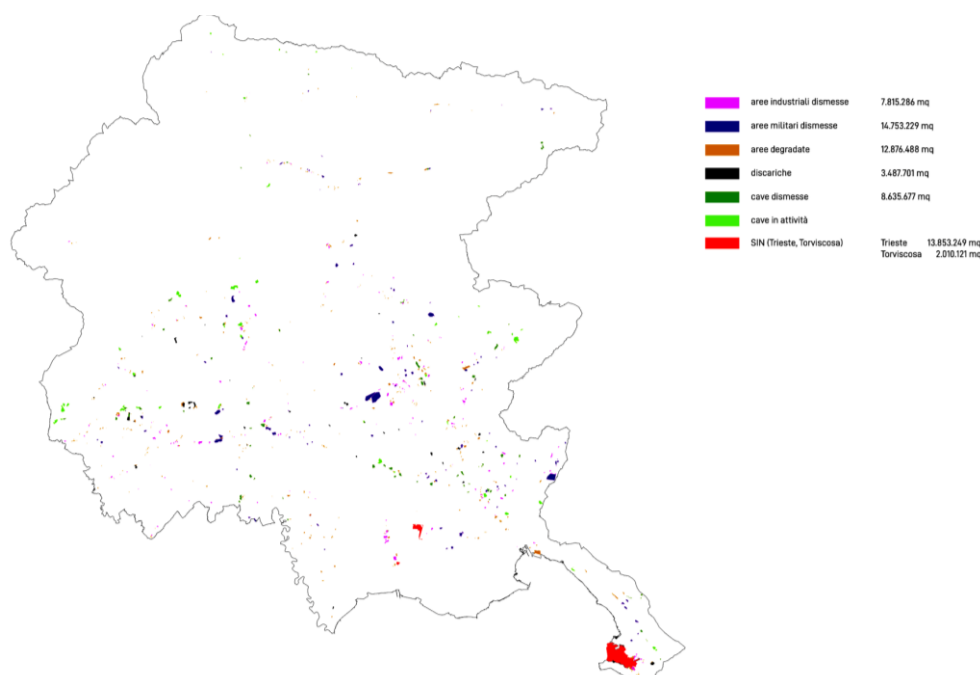 aree industriali dismesse 7.815.286 mq
aree militari dismesse 14.753.229 mq
aree degradate 12.876.488 mq
discariche 3.487.701 mq
cave dismesse 8.635.677 mq
cave in attività
SIN (Trieste, Torviscosa) Trieste 13.853.249 mq
Torviscosa 2.010.121 mq